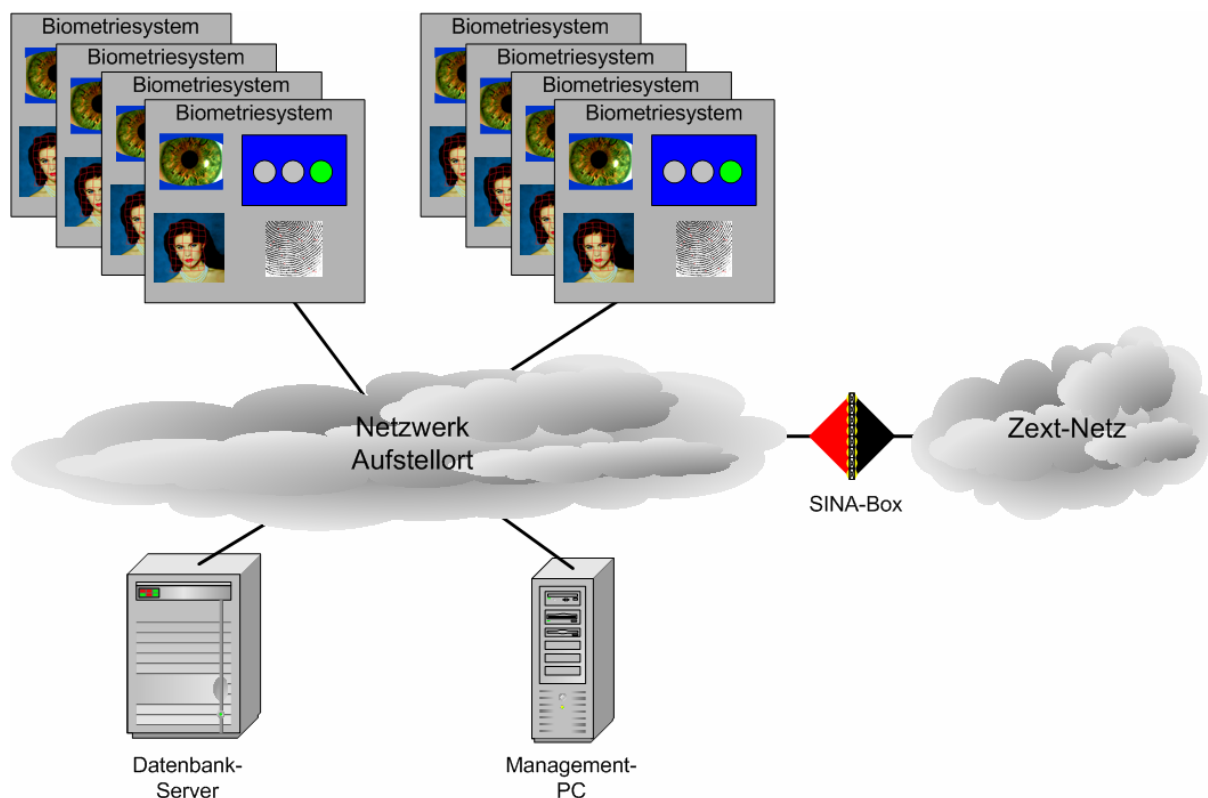 Biometriesystem
Biometriesystem
Biometriesystem
Biometriesystem
Biometriesystem
Biometriesystem
Biometriesystem
Biometriesystem
Netzwerk
Aufstellort
Zext-Netz
SINA-Box
Datenbank-
Server
Management-
PC